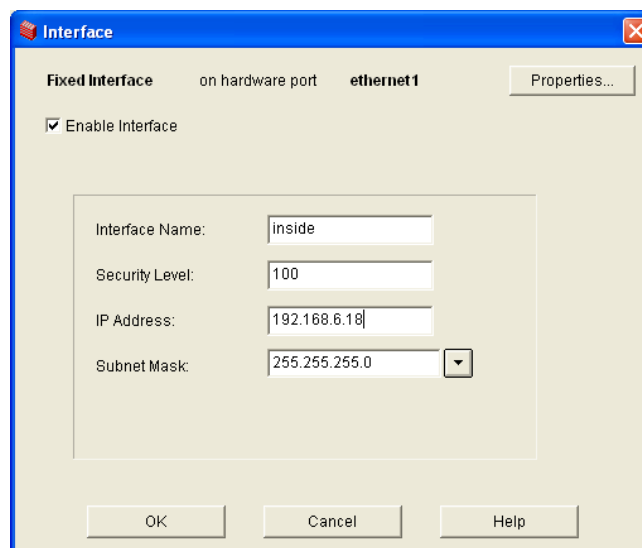 Interface
Fixed Interface on hardware port ethernet1 Properties...
Enable Interface
Interface Name: inside
Security Level: 100
IP Address: 192.168.6.18
Subnet Mask: 255.255.255.0
OK Cancel Help